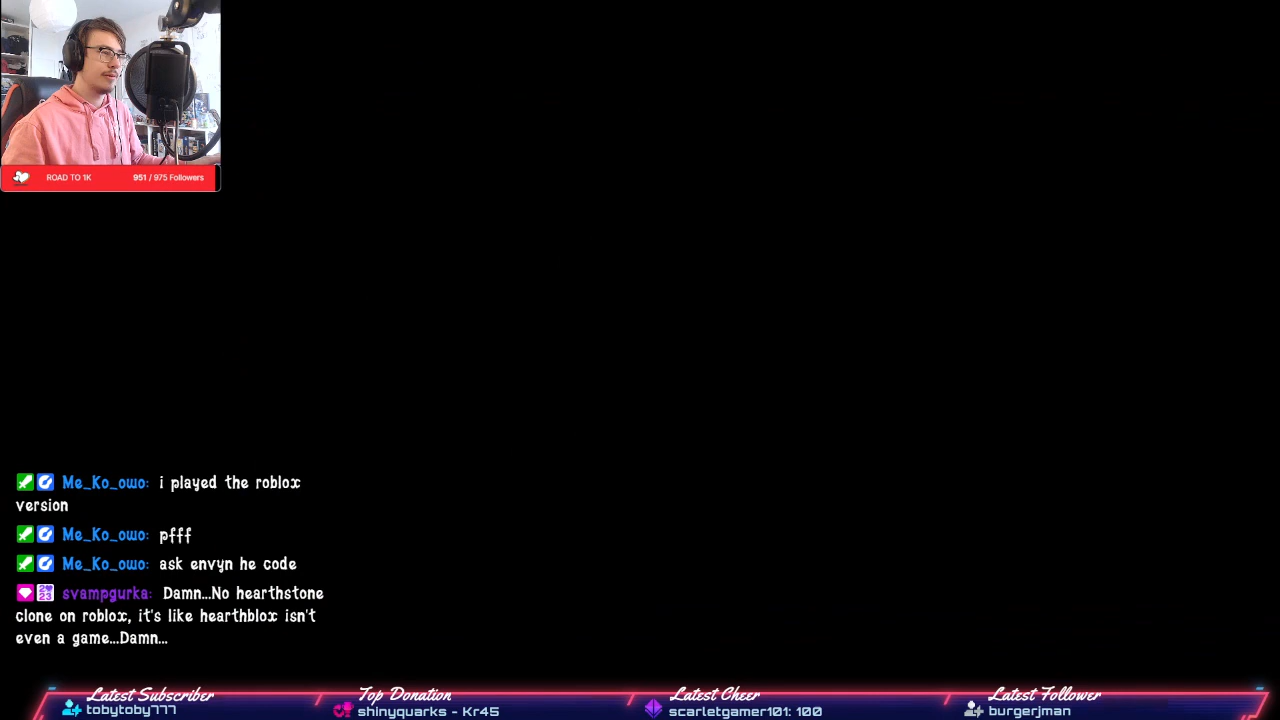 ROAD TO 1K 951 / 975 Followers
Me_Ko_owo: i played the roblox
version
Me_Ko_owo: pfff
Me_Ko_owo: ask envyn he code
svampgurka: Damn...No hearthstone
clone on roblox, it's like hearthblox isn't
even a game...Damn...
Latest Subscriber Top Donation Latest Cheer Latest Follower
tobytoby777 shinyquarks - Kr45 scarletgamer101: 100 burgerjman